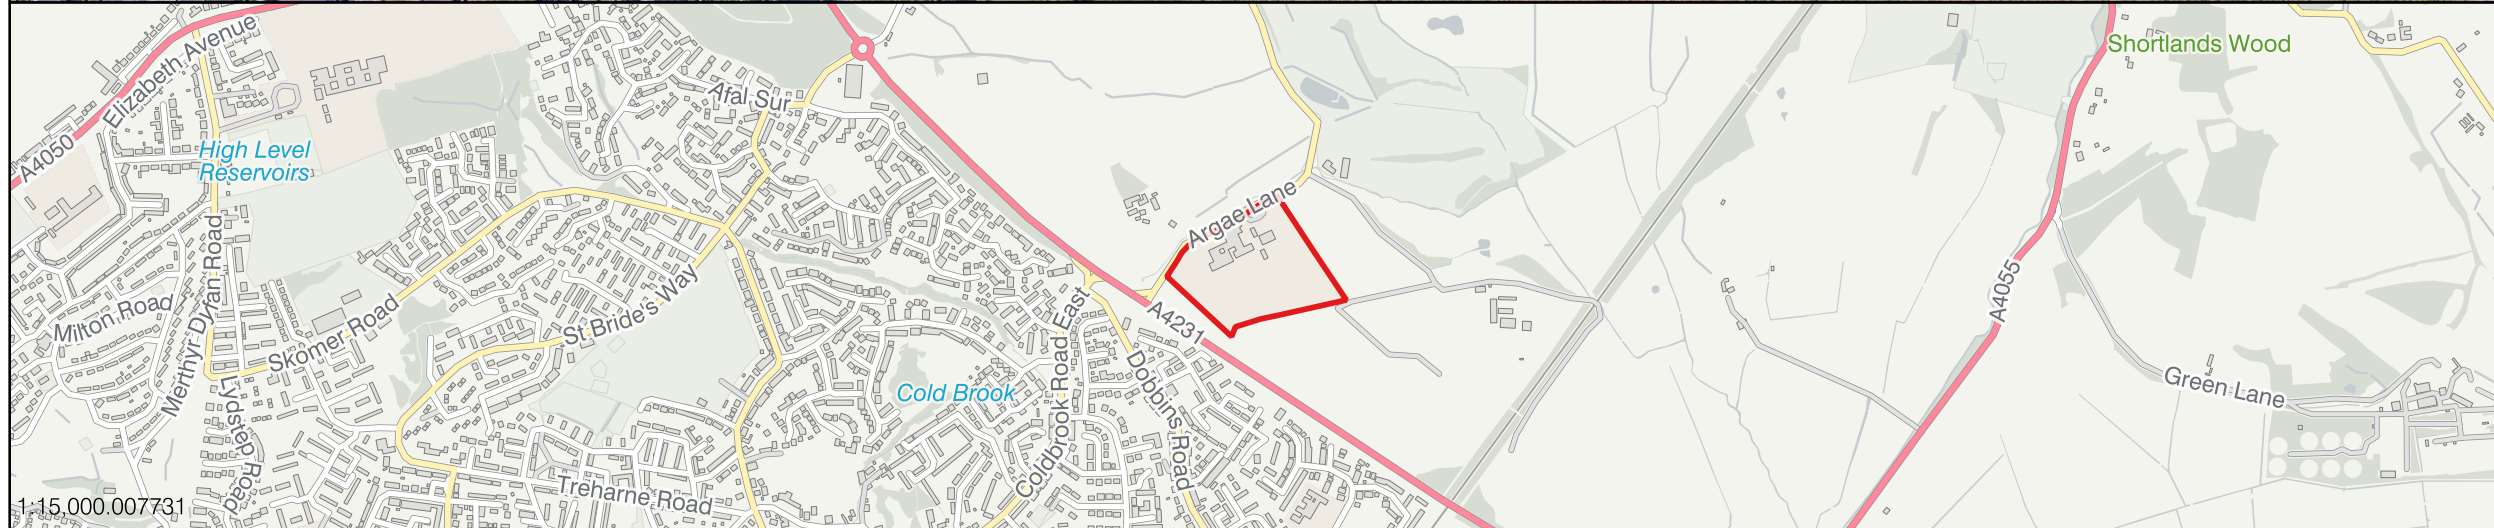 Elizabeth Avenue
Shortlands Wood
Afal Sur
A4050
High Level
Reservoirs
Argae Lane
Merthyr Dyfan Road
Milton Road
Skomer Road
St Bride's Way
A4231
A4055
Coldbrook Road East
Dobbins Road
Cold Brook
Green Lane
Lydstep Road
Treharne Road
1:15,000.007731